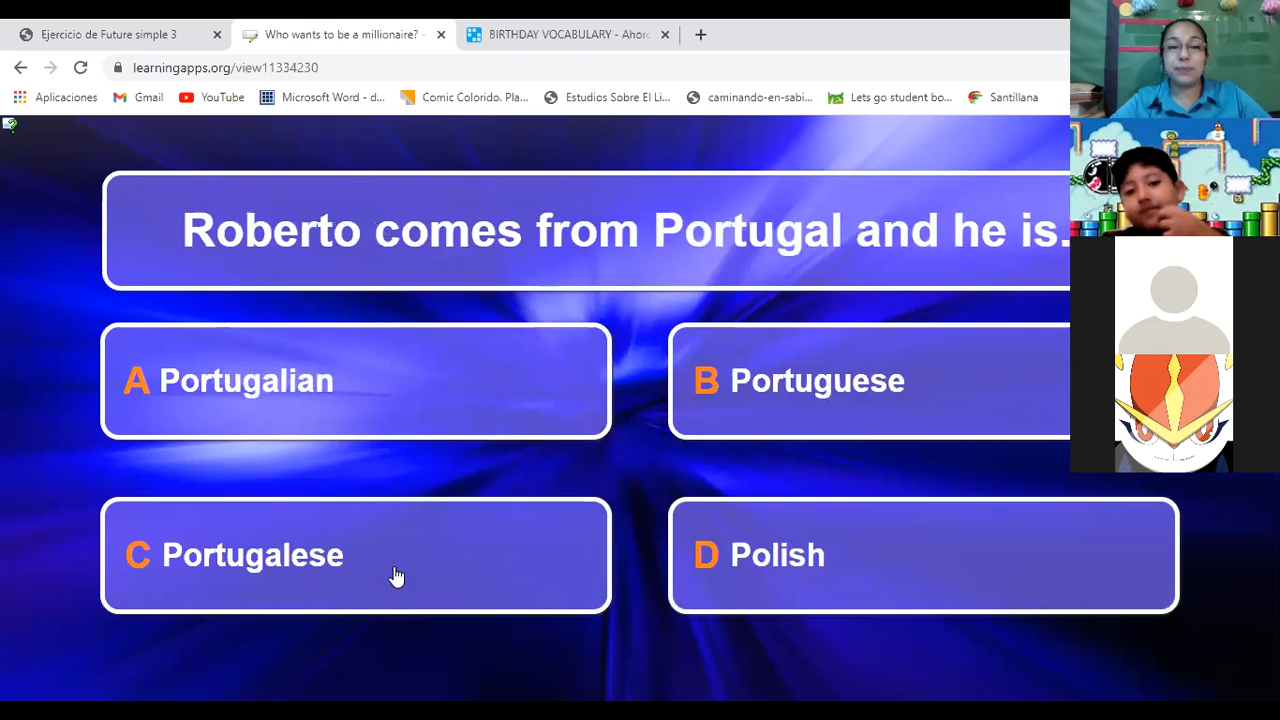 Ejercicio de Future simple 3
Who wants to be a millionaire? -
BIRTHDAY VOCABULARY - Ahorc
learningapps.org/view11334230
Aplicaciones
Gmail
YouTube
Microsoft Word - d...
Comic Colorido. Pla...
Estudios Sobre El Li...
caminando-en-sabi...
Lets go student bo...
Santillana
Roberto comes from Portugal and he is.
A Portugalian
B Portuguese
C Portugalese
D Polish